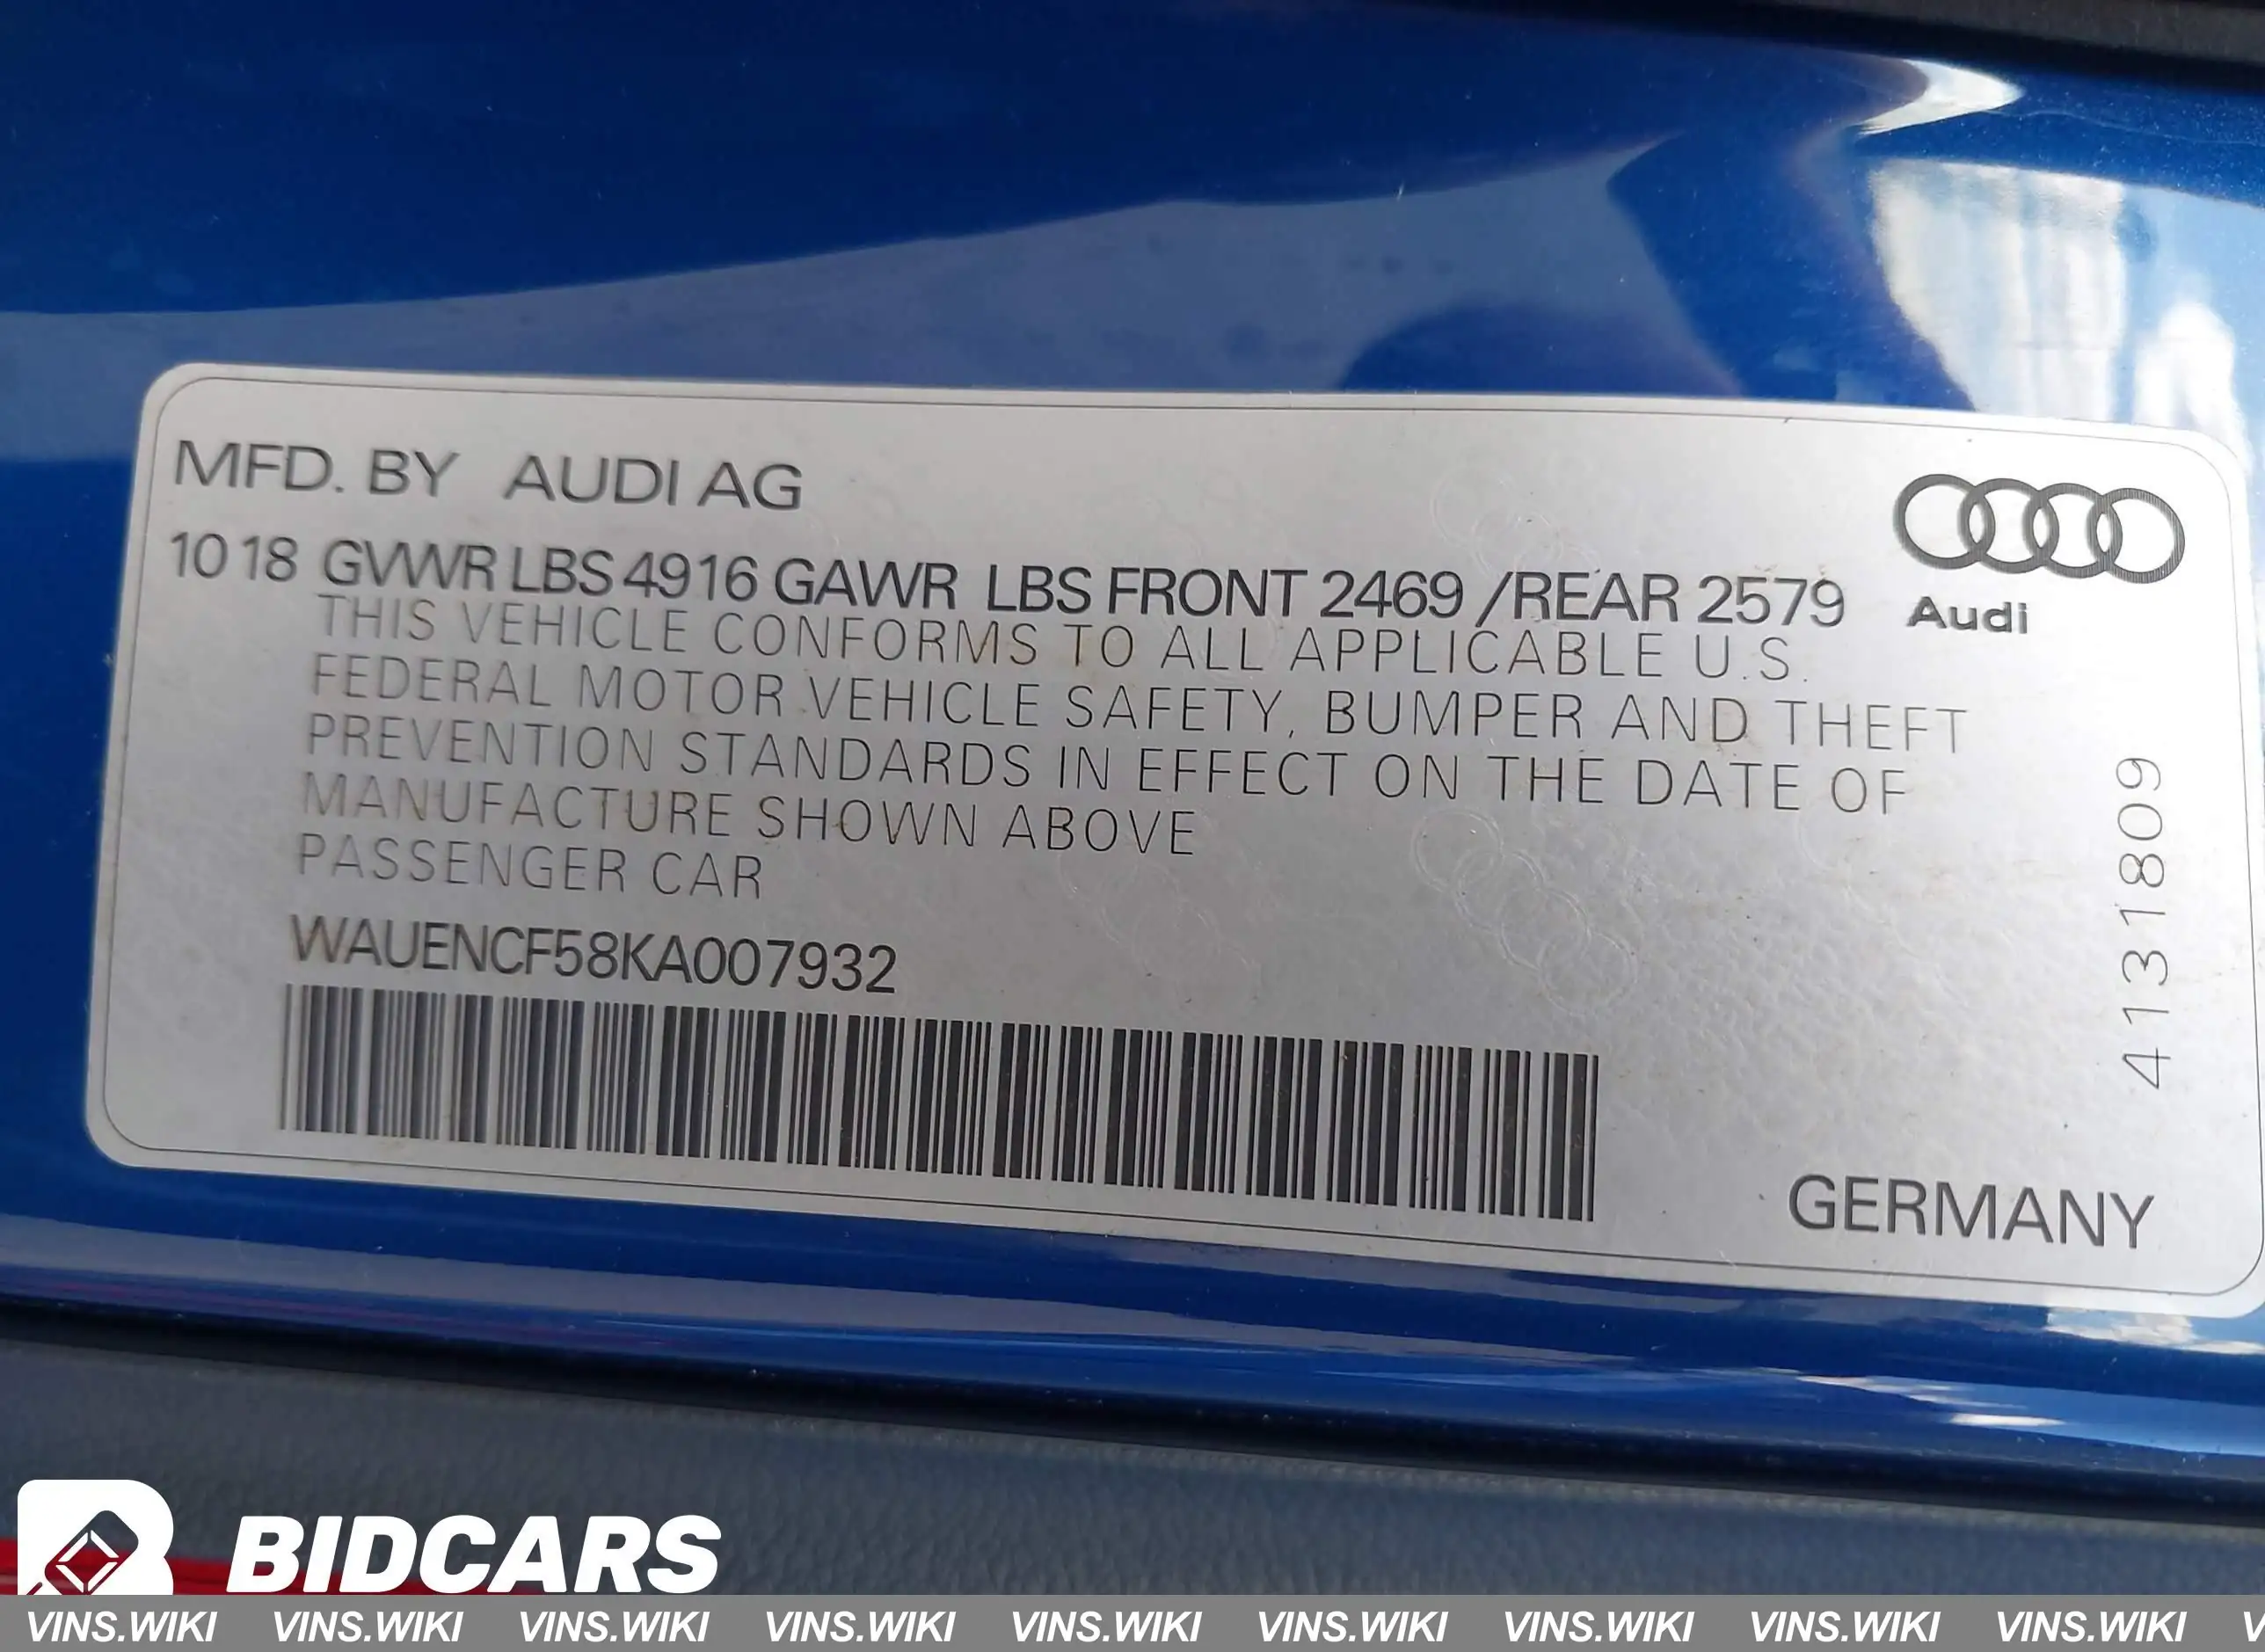 MFD. BY AUDI AG
10 18 GVWR LBS 4916 GAWR LBS FRONT 2469 /REAR 2579
Audi
THIS VEHICLE CONFORMS TO ALL APPLICABLE U.S.
FEDERAL MOTOR VEHICLE SAFETY, BUMPER AND THEFT
PREVENTION STANDARDS IN EFFECT ON THE DATE OF
MANUFACTURE SHOWN ABOVE
PASSENGER CAR
WAUENCF58KA007932
4131809
GERMANY
BIDCARS
VINS.WIKI VINS.WIKI VINS.WIKI VINS.WIKI VINS.WIKI VINS.WIKI VINS.WIKI VINS.WIKI VINS.WIKI V